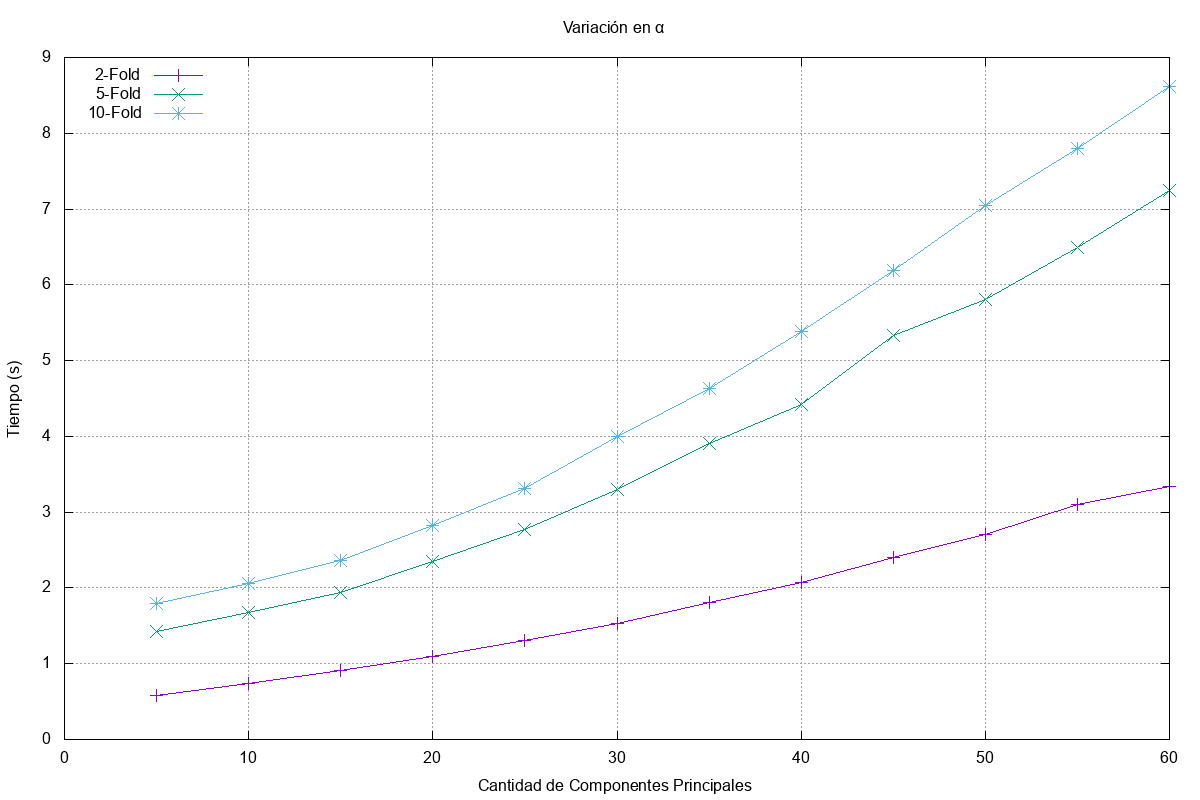 Variación en α
2-Fold
5-Fold
10-Fold
9
8
7
6
5
4
3
2
1
0
Tiempo (s)
0 10 20 30 40 50 60
Cantidad de Componentes Principales